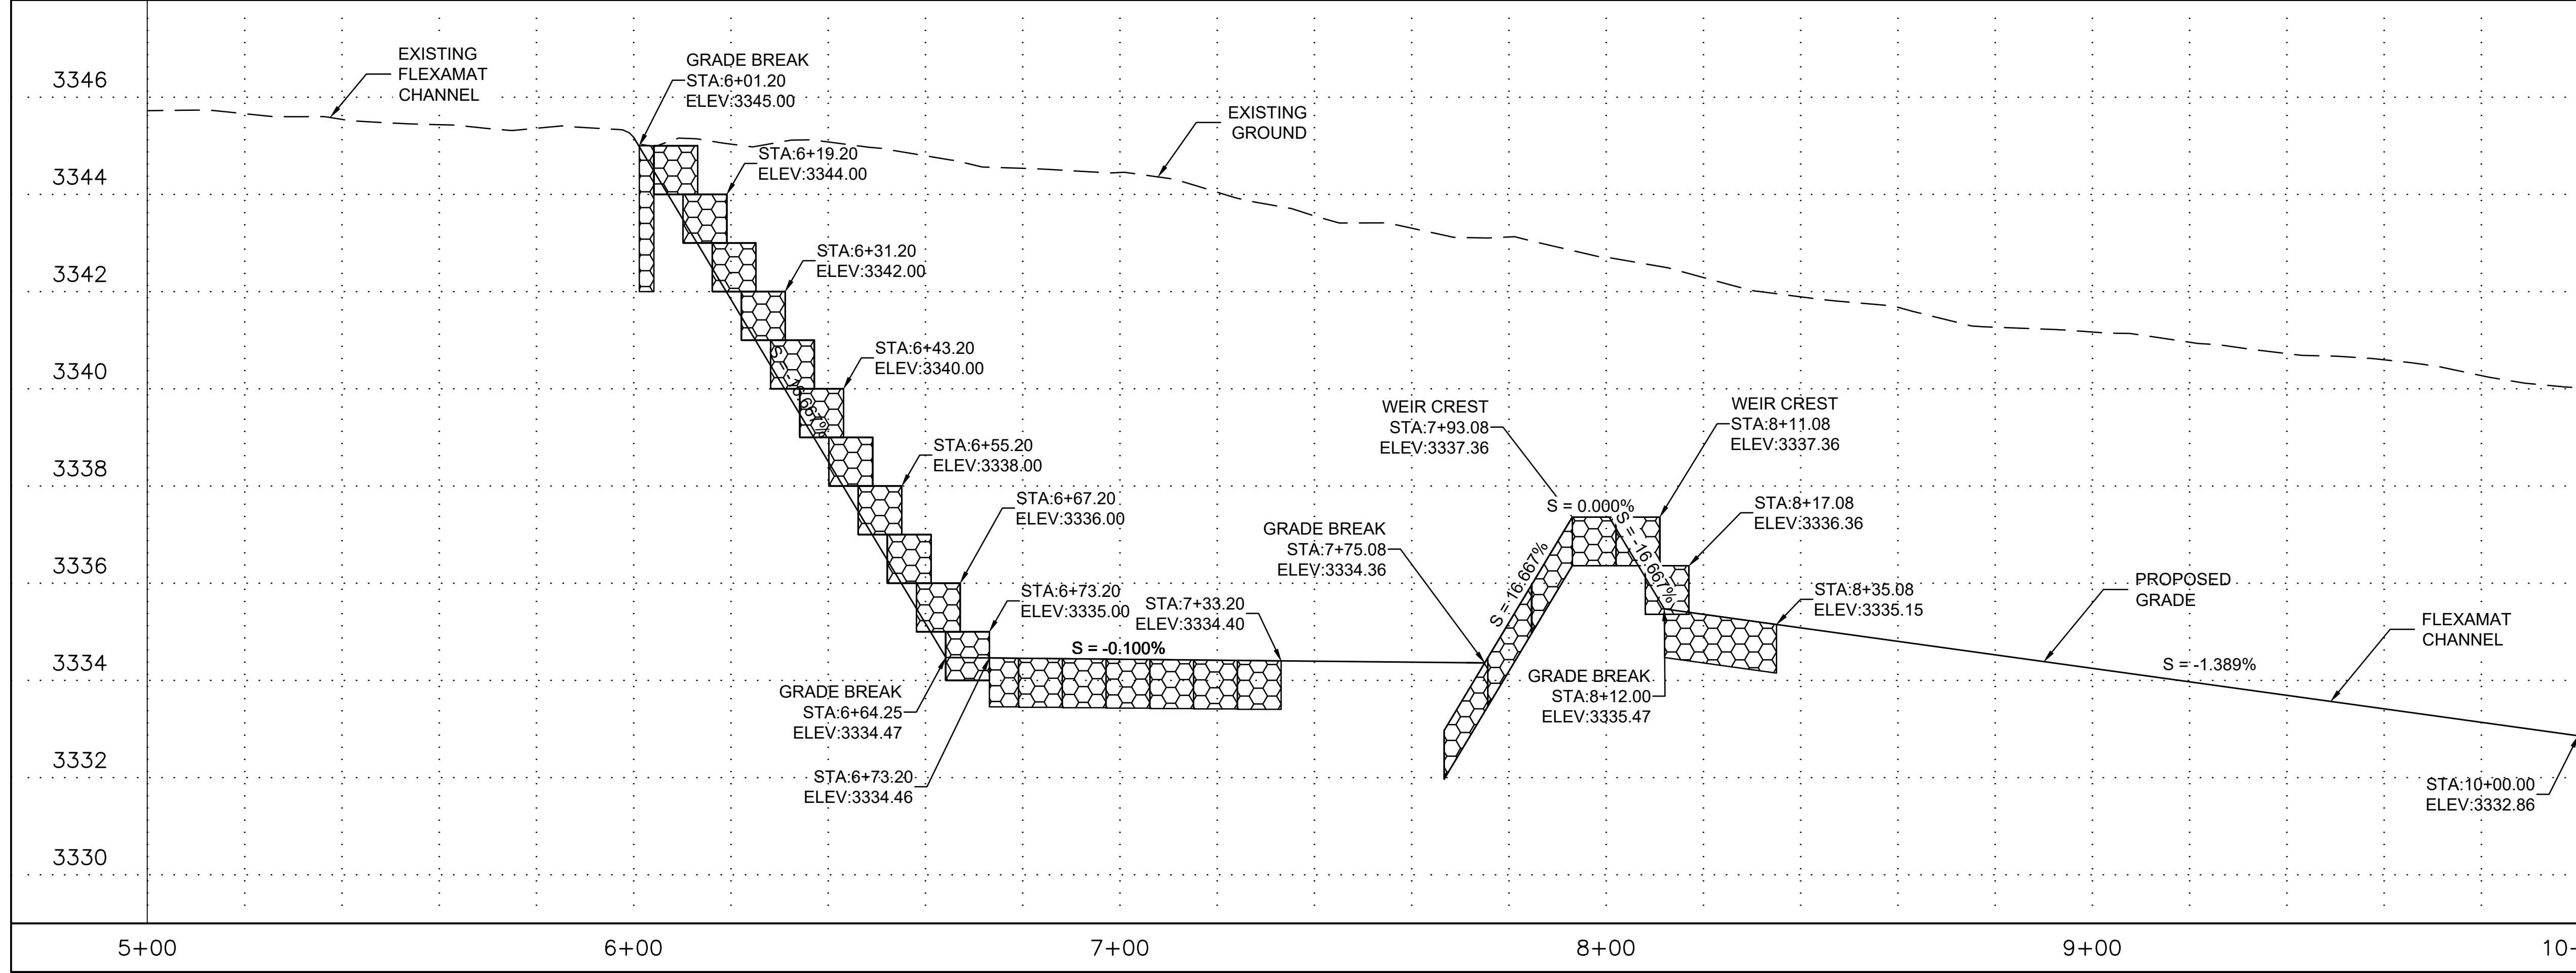 3346
3344
3342
3340
3338
3336
3334
3332
3330
EXISTING
FLEXAMAT
CHANNEL
GRADE BREAK
STA:6+01.20
ELEV:3345.00
EXISTING
GROUND
STA:6+19.20
ELEV:3344.00
STA:6+31.20
ELEV:3342.00
STA:6+43.20
ELEV:3340.00
S = -16.667%
STA:6+55.20
ELEV:3338.00
STA:6+67.20
ELEV:3336.00
STA:6+73.20
ELEV:3335.00
STA:7+33.20
ELEV:3334.40
S = -0.100%
GRADE BREAK
STA:6+64.25
ELEV:3334.47
STA:6+73.20
ELEV:3334.46
GRADE BREAK
STA:7+75.08
ELEV:3334.36
WEIR CREST
STA:7+93.08
ELEV:3337.36
S = 16.667%
S = 0.000%
S = -16.667%
WEIR CREST
STA:8+11.08
ELEV:3337.36
STA:8+17.08
ELEV:3336.36
STA:8+35.08
ELEV:3335.15
GRADE BREAK
STA:8+12.00
ELEV:3335.47
PROPOSED
GRADE
FLEXAMAT
CHANNEL
S = -1.389%
STA:10+00.00
ELEV:3332.86
5+00
6+00
7+00
8+00
9+00